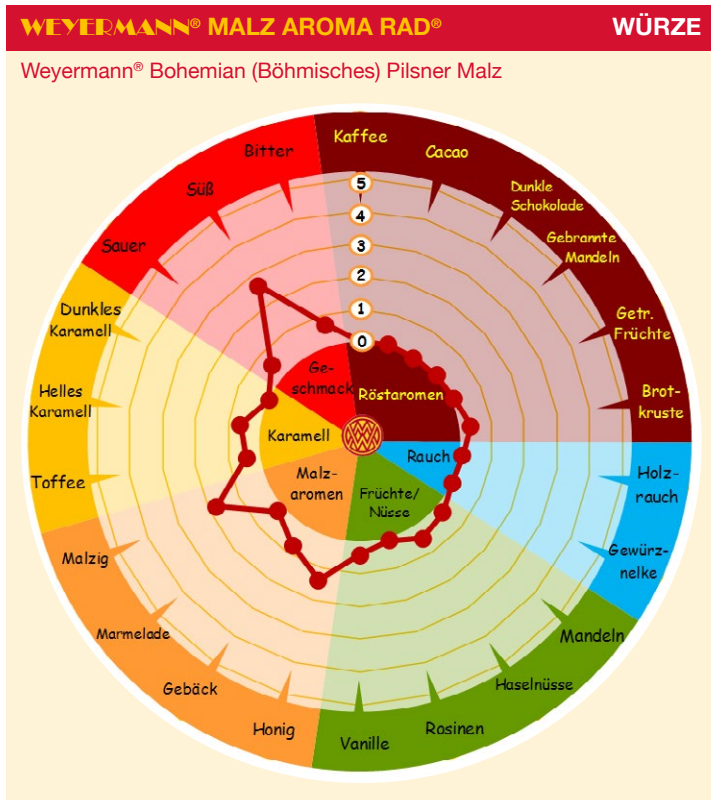 WEYERMANN® MALZ AROMA RAD®
WÜRZE
Weyermann® Bohemian (Böhmisches) Pilsner Malz
Kaffee
Cacao
Dunkle
Schokolade
Gebrannte
Mandeln
Getr.
Früchte
Brot-
kruste
Holz-
rauch
Gewürz-
nelke
Mandeln
Haselnüsse
Rosinen
Vanille
Honig
Gebäck
Marmelade
Malzig
Toffee
Helles
Karamell
Dunkles
Karamell
Sauer
Süß
Bitter
5
4
3
2
1
0
Ge-
schmack
Röstaromen
Karamell
Rauch
Malz-
aromen
Früchte/
Nüsse